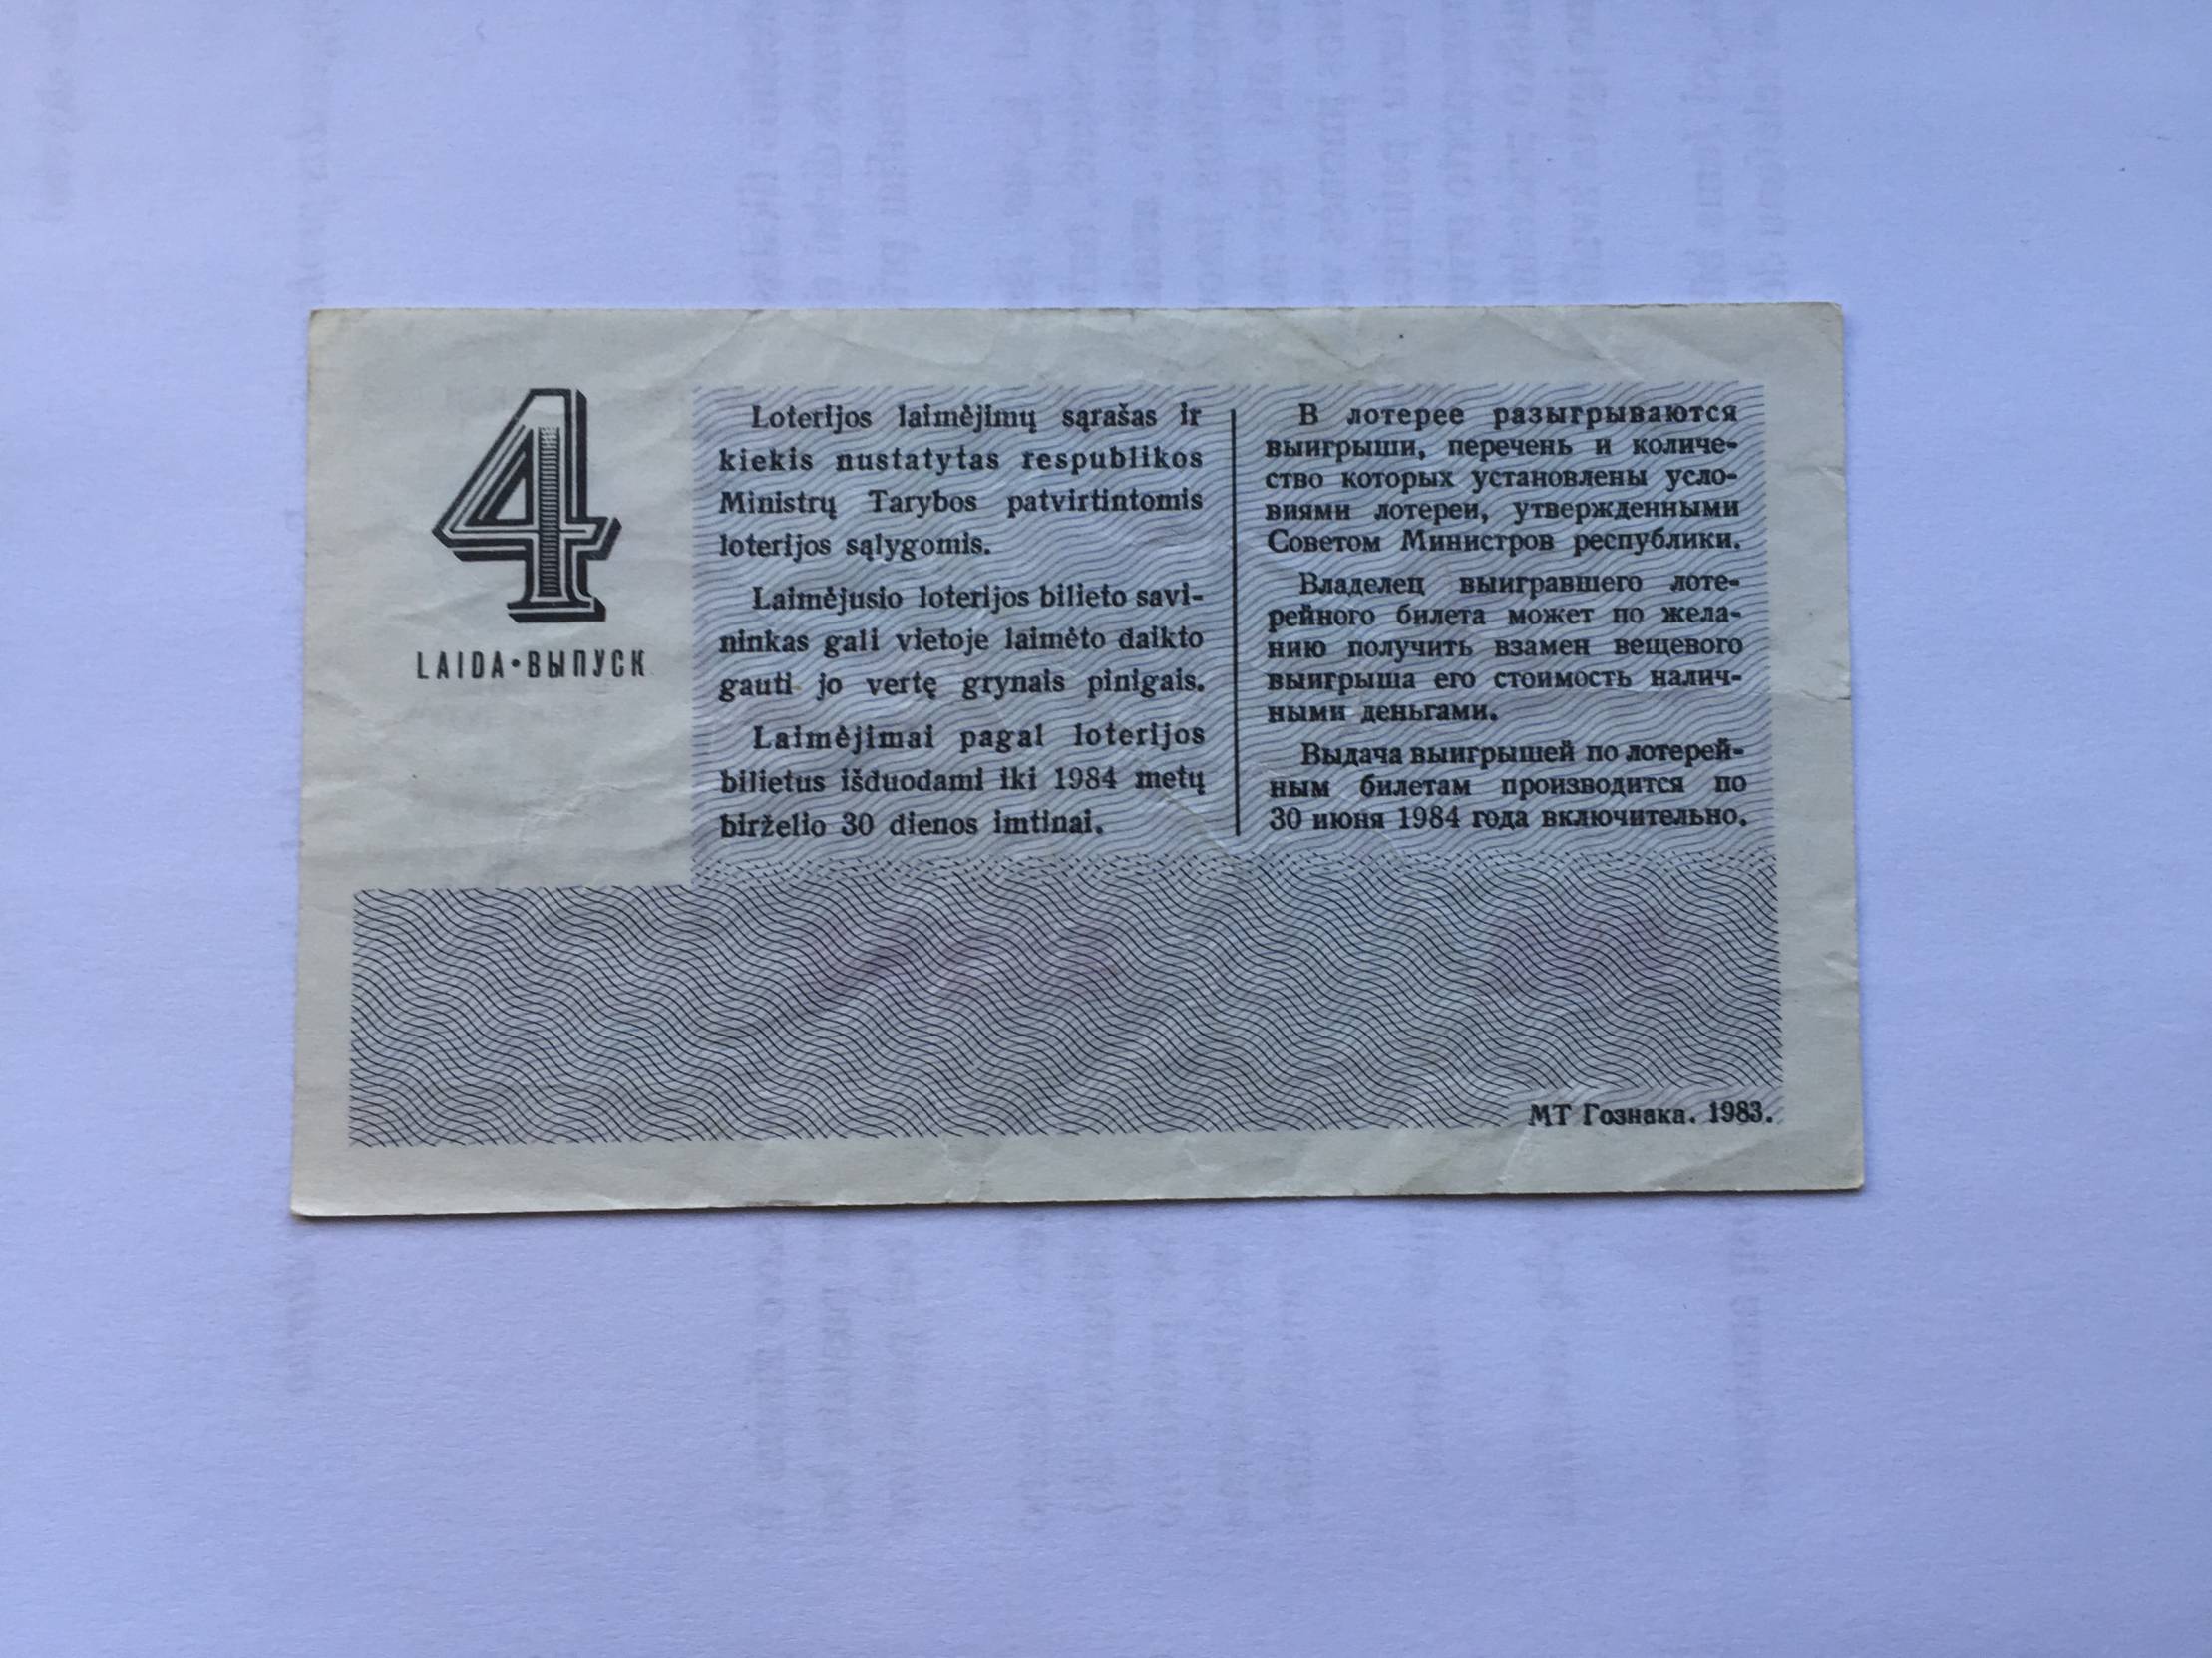 4
LAIDA•ВЫПУСК
Loterijos laimėjimų sąrašas ir
kiekis nustatytas respublikos
Ministrų Tarybos patvirtintomis
loterijos sąlygomis.
Laimėjusio loterijos bilieto savi-
ninkas gali vietoje laimėto daikto
gauti jo vertę grynais pinigais.
Laimėjimai pagal loterijos
bilietus išduodami iki 1984 metų
birželio 30 dienos imtinai.
В лотерее разыгрываются
выигрыши, перечень и количе-
ство которых установлены усло-
виями лотереи, утвержденными
Советом Министров республики.
Владелец выигравшего лоте-
рейного билета может по жела-
нию получить взамен вещевого
выигрыша его стоимость налич-
ными деньгами.
Выдача выигрышей по лотерей-
ным билетам производится по
30 июня 1984 года включительно.
МТ Гознака. 1983.